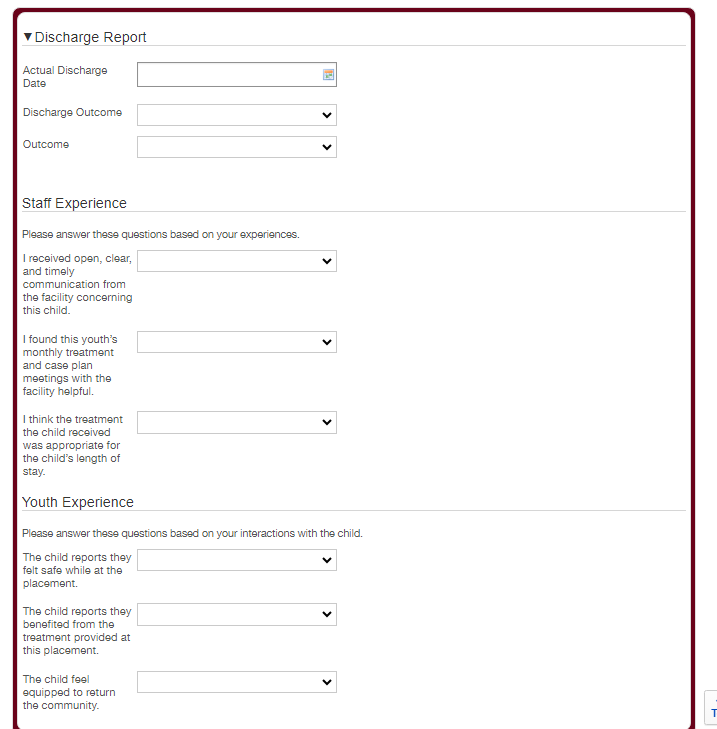 ▼Discharge Report
Actual Discharge
Date
Discharge Outcome
Outcome
Staff Experience
Please answer these questions based on your experiences.
I received open, clear,
and timely
communication from
the facility concerning
this child.
I found this youth's
monthly treatment
and case plan
meetings with the
facility helpful.
I think the treatment
the child received
was appropriate for
the child's length of
stay.
Youth Experience
Please answer these questions based on your interactions with the child.
The child reports they
felt safe while at the
placement.
The child reports they
benefited from the
treatment provided at
this placement.
The child feel
equipped to return
the community.